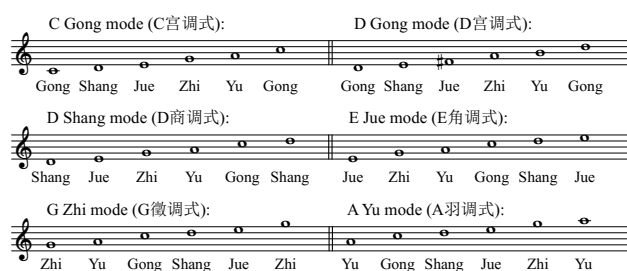 C Gong mode (C宫调式): D Gong mode (D宫调式):
Gong Shang Jue Zhi Yu Gong Gong Shang Jue Zhi Yu Gong
D Shang mode (D商调式): E Jue mode (E角调式):
Shang Jue Zhi Yu Gong Shang Jue Zhi Yu Gong Shang Jue
G Zhi mode (G徵调式): A Yu mode (A羽调式):
Zhi Yu Gong Shang Jue Zhi Yu Gong Shang Jue Zhi Yu